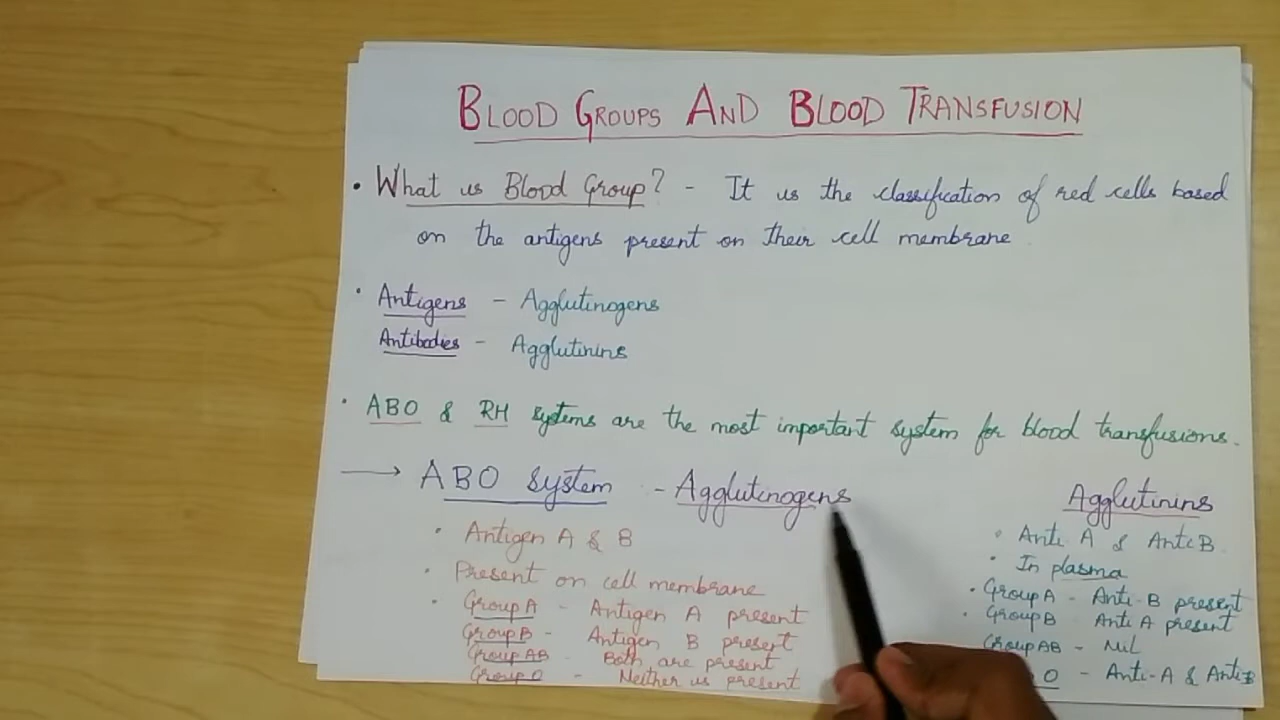 BLOOD GROUPS AND BLOOD TRANSFUSION
• What is Blood Group? - It is the classification of red cells based
on the antigens present on their cell membrane
• Antigens - Agglutinogens
Antibodies - Agglutinins
• ABO & RH systems are the most important system for blood transfusions.
→ ABO system - Agglutinogens
• Antigen A & B
• Present on cell membrane
• Group A - Antigen A present
Group B - Antigen B present
Group AB - Both are present
Group O - Neither is present
Agglutinins
• Anti A & Anti B
• In plasma
• Group A - Anti-B present
• Group B Anti A present
Group AB - Nil
O - Anti-A & Anti B